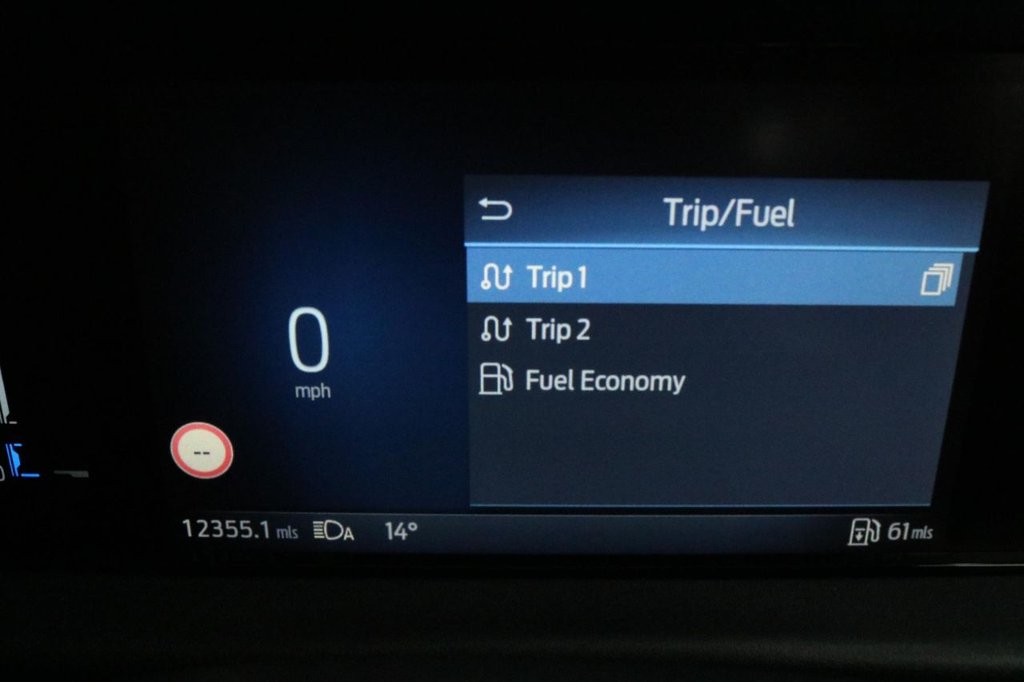 Trip/Fuel
Trip 1
Trip 2
Fuel Economy
0
mph
--
12355.1 mls A 14° 61mls